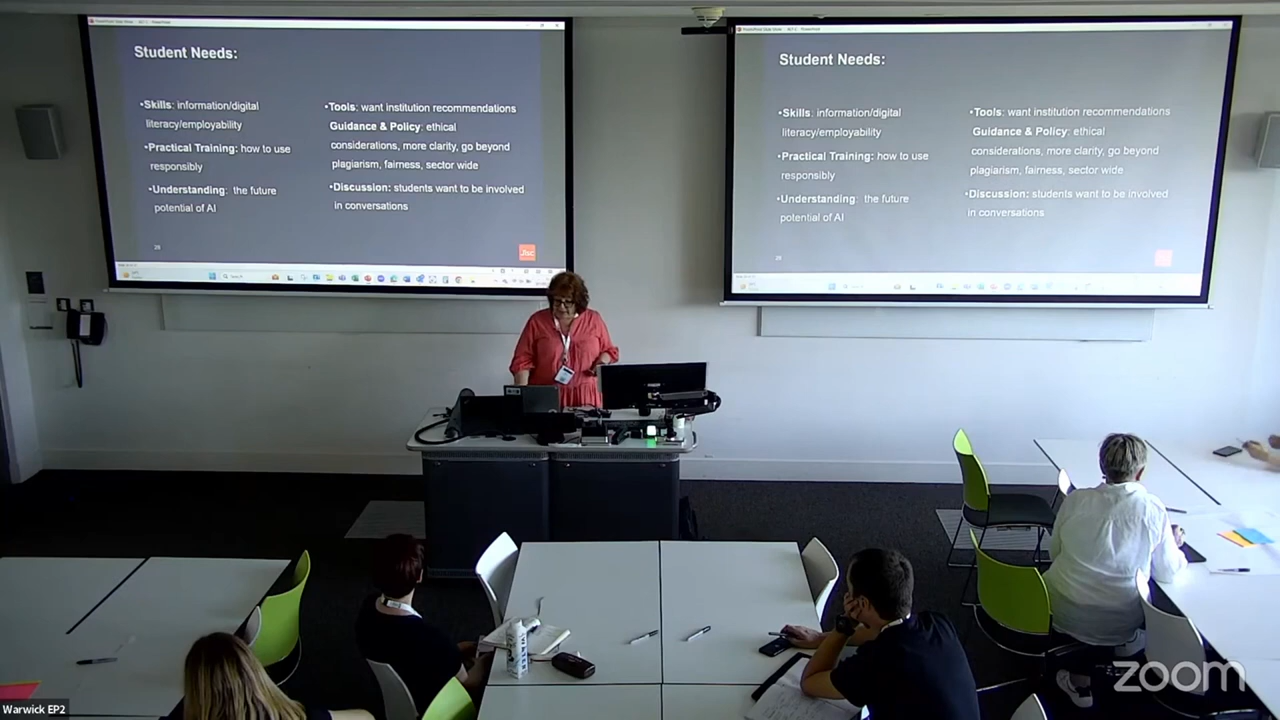 Student Needs:
•Skills: information/digital
literacy/employability
•Practical Training: how to use
responsibly
•Understanding: the future
potential of AI
•Tools: want institution recommendations
Guidance & Policy: ethical
considerations, more clarity, go beyond
plagiarism, fairness, sector wide
•Discussion: students want to be involved
in conversations
Jisc
Student Needs:
•Skills: information/digital
literacy/employability
•Practical Training: how to use
responsibly
•Understanding: the future
potential of AI
•Tools: want institution recommendations
Guidance & Policy: ethical
considerations, more clarity, go beyond
plagiarism, fairness, sector wide
•Discussion: students want to be involved
in conversations
Warwick EP2
zoom